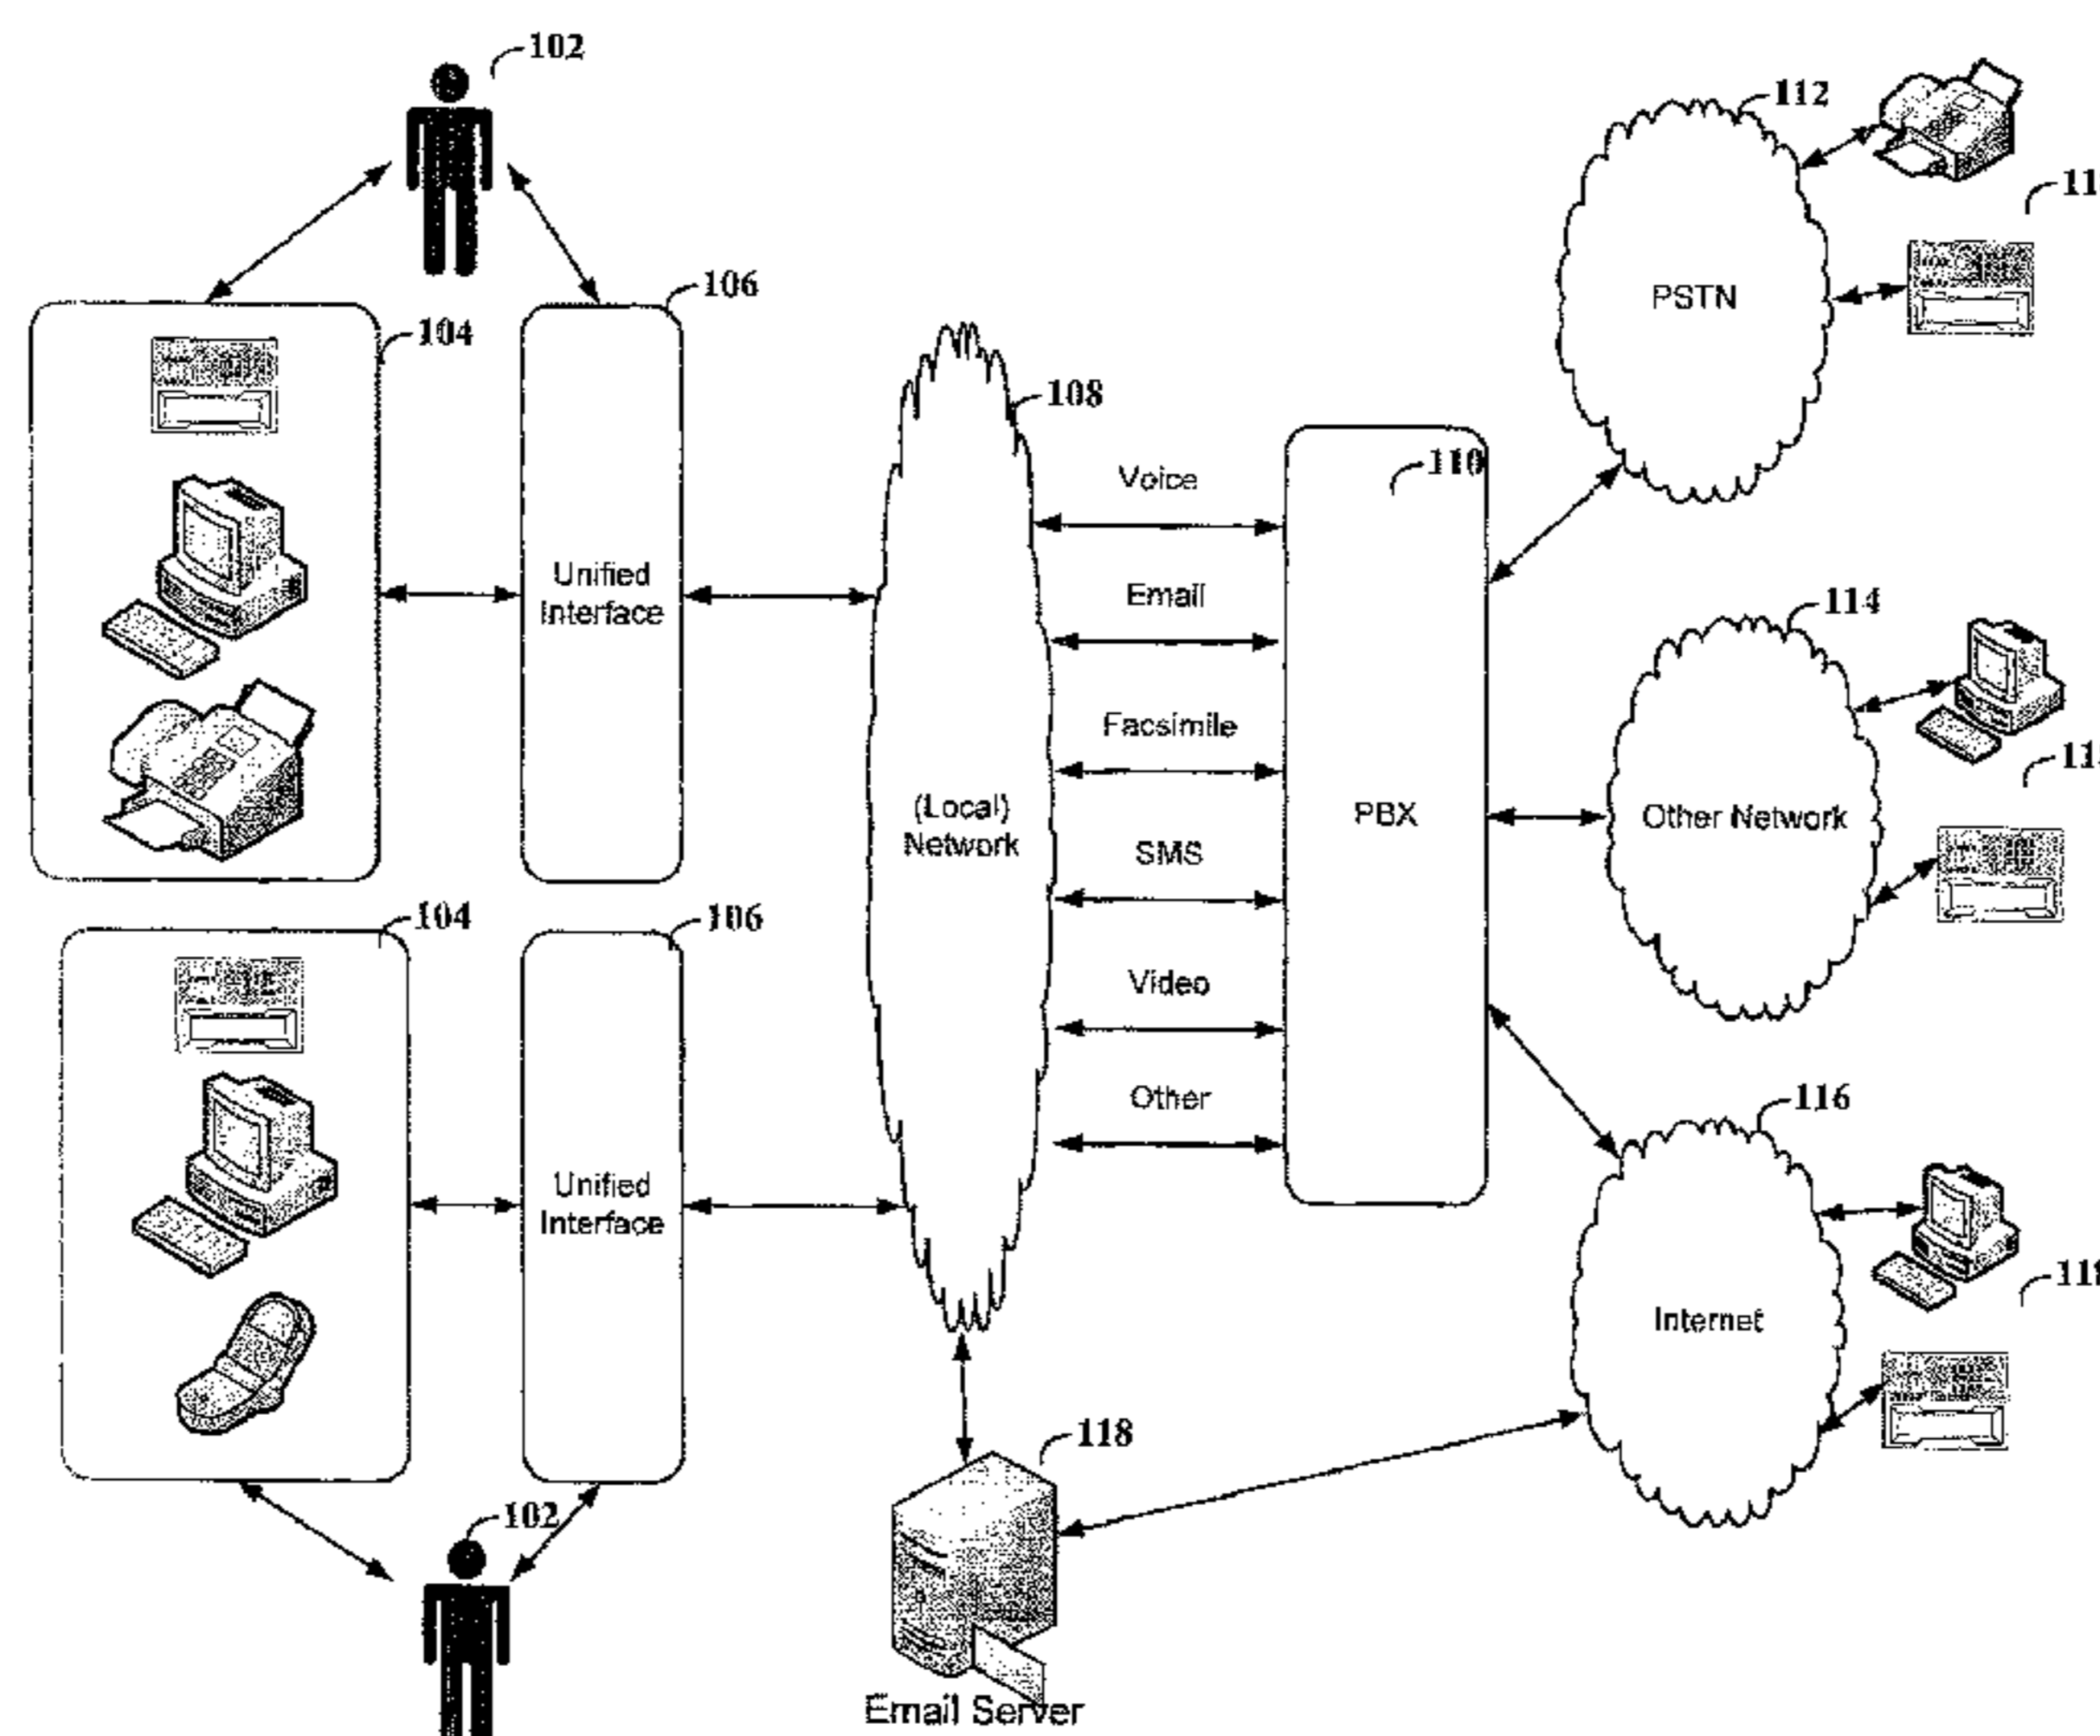 102
112
106
104
108
PSTN
Voice
110
Unified
Interface
Email
114
Facsimile
(Local)
Network
PBX
Other Network
SMS
104
106
Video
Other
116
Unified
Interface
Internet
118
102
Email Server